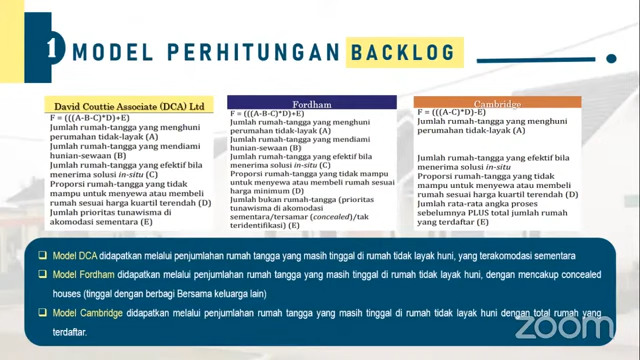 1 MODEL PERHITUNGAN BACKLOG
David Couttie Associate (DCA) Ltd
F = (((A-B-C)*D)+E)
Jumlah rumah-tangga yang menghuni
perumahan tidak-layak (A)
Jumlah rumah-tangga yang mendiami
hunian-sewaan (B)
Jumlah rumah-tangga yang efektif bila
menerima solusi in-situ (C)
Proporsi rumah-tangga yang tidak
mampu untuk menyewa atau membeli
rumah sesuai harga kuartil terendah (D)
Jumlah prioritas tunawisma di
akomodasi sementara (E)
Fordham
F = (((A-B-C)*D)+E)
Jumlah rumah-tangga yang menghuni
perumahan tidak-layak (A)
Jumlah rumah-tangga yang mendiami
hunian-sewaan (B)
Jumlah rumah-tangga yang efektif bila
menerima solusi in-situ (C)
Proporsi rumah-tangga yang tidak mampu
untuk menyewa atau membeli rumah sesuai
harga minimum (D)
Jumlah bukan rumah-tangga (prioritas
tunawisma di akomodasi
sementara/tersamar (concealed)/tak
teridentifikasi) (E)
Cambridge
F = (((A-C)*D)-E)
Jumlah rumah-tangga yang menghuni
perumahan tidak-layak (A)
Jumlah rumah-tangga yang efektif bila
menerima solusi in-situ (C)
Proporsi rumah-tangga yang tidak
mampu untuk menyewa atau membeli
rumah sesuai harga kuartil terendah (D)
Jumlah rata-rata angka proses
sebelumnya PLUS total jumlah rumah
yang terdaftar (E)
Model DCA didapatkan melalui penjumlahan rumah tangga yang masih tinggal di rumah tidak layak huni, yang terakomodasi sementara
Model Fordham didapatkan melalui penjumlahan rumah tangga yang masih tinggal di rumah tidak layak huni, dengan mencakup concealed
houses (tinggal dengan berbagi Bersama keluarga lain)
Model Cambridge didapatkan melalui penjumlahan rumah tangga yang masih tinggal di rumah tidak layak huni dengan total rumah yang
terdaftar.
zoom